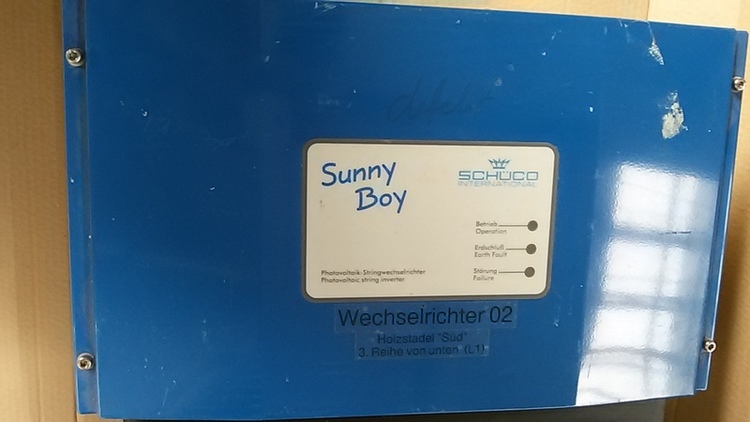 defekt
Sunny
Boy
SCHÜCO
INTERNATIONAL
Betrieb
Operation
Erdschluß
Earth Fault
Störung
Failure
Photovoltaik-Stringwechselrichter
Photovoltaic string inverter
Wechselrichter 02
Holzstadel "Süd"
3. Reihe von unten (L1)